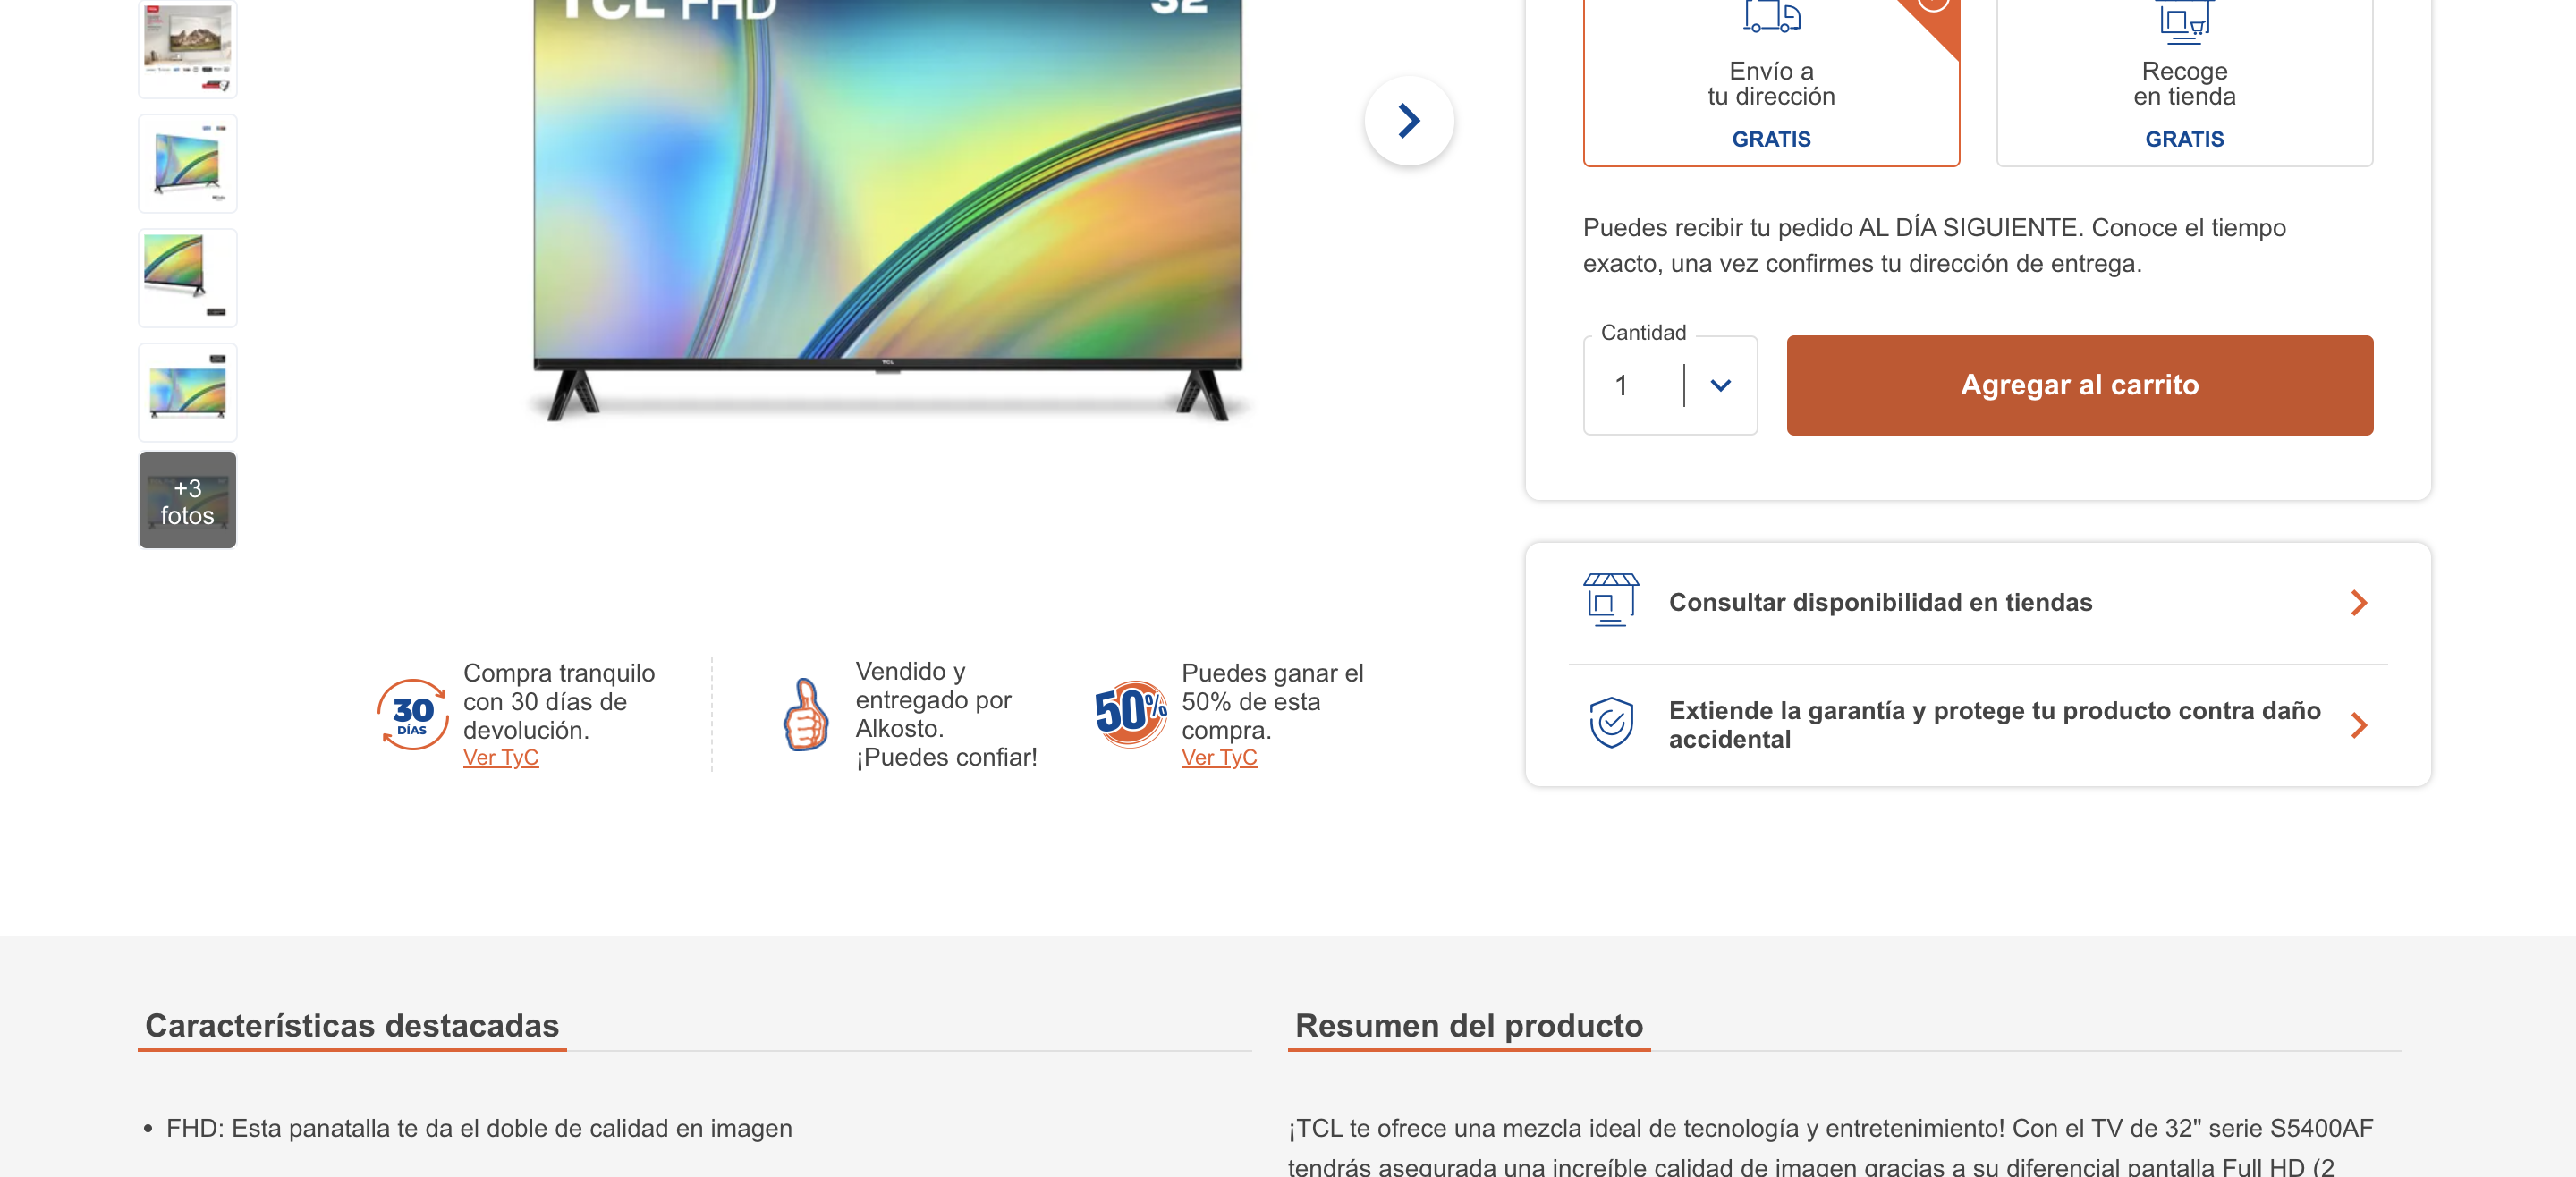 TCL FHD
32"
TCL
+3
fotos
Envío a
tu dirección
GRATIS
Recoge
en tienda
GRATIS
Puedes recibir tu pedido AL DÍA SIGUIENTE. Conoce el tiempo
exacto, una vez confirmes tu dirección de entrega.
Cantidad
1
Agregar al carrito
Consultar disponibilidad en tiendas
Extiende la garantía y protege tu producto contra daño
accidental
30
DÍAS
Compra tranquilo
con 30 días de
devolución.
Ver TyC
Vendido y
entregado por
Alkosto.
¡Puedes confiar!
50%
Puedes ganar el
50% de esta
compra.
Ver TyC
Características destacadas
FHD: Esta panatalla te da el doble de calidad en imagen
Resumen del producto
¡TCL te ofrece una mezcla ideal de tecnología y entretenimiento! Con el TV de 32" serie S5400AF
tendrás asegurada una increíble calidad de imagen gracias a su diferencial pantalla Full HD (2